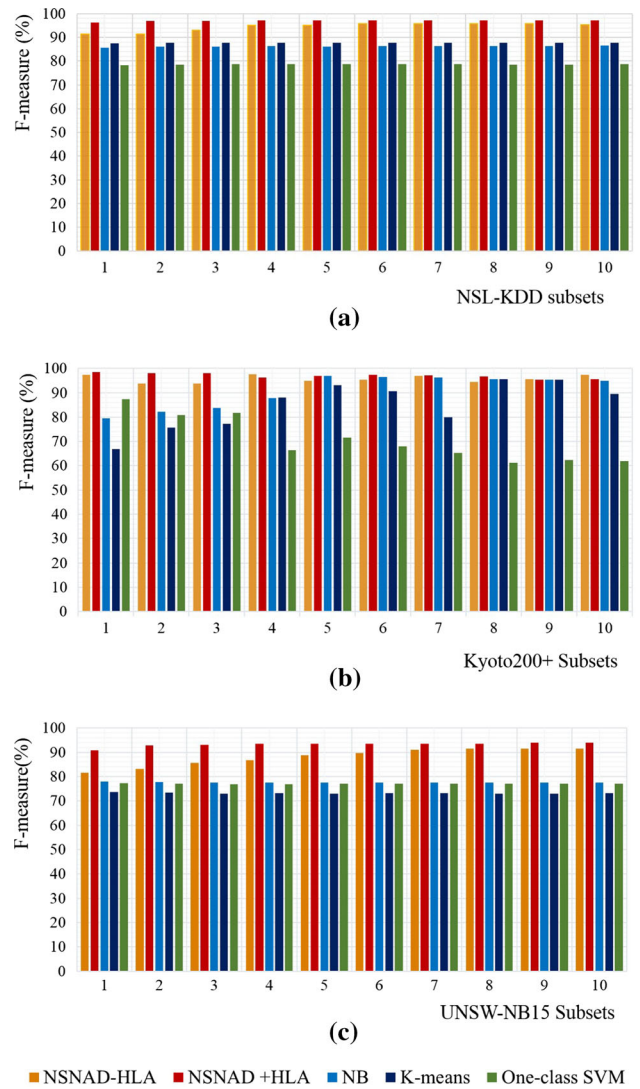 F-measure (%)
100
90
80
70
60
50
40
30
20
10
0
1 2 3 4 5 6 7 8 9 10
NSL-KDD subsets
(a)
F-measure (%)
100
90
80
70
60
50
40
30
20
10
0
1 2 3 4 5 6 7 8 9 10
Kyoto200+ Subsets
(b)
F-measure(%)
100
90
80
70
60
50
40
30
20
10
0
1 2 3 4 5 6 7 8 9 10
UNSW-NB15 Subsets
(c)
NSNAD-HLA NSNAD +HLA NB K-means One-class SVM